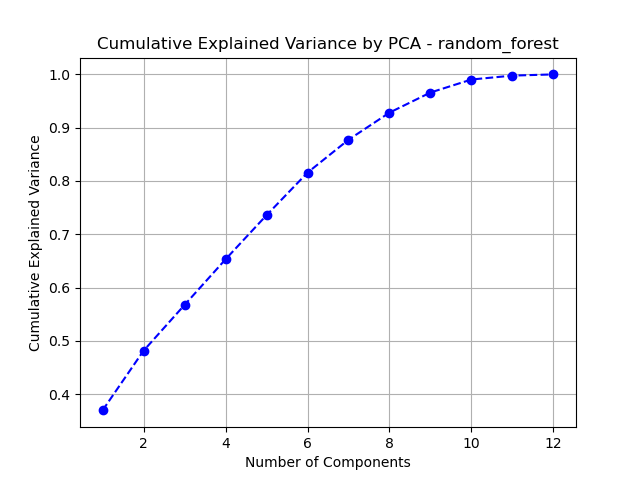 Cumulative Explained Variance by PCA - random_forest
Cumulative Explained Variance
1.0
0.9
0.8
0.7
0.6
0.5
0.4
2 4 6 8 10 12
Number of Components